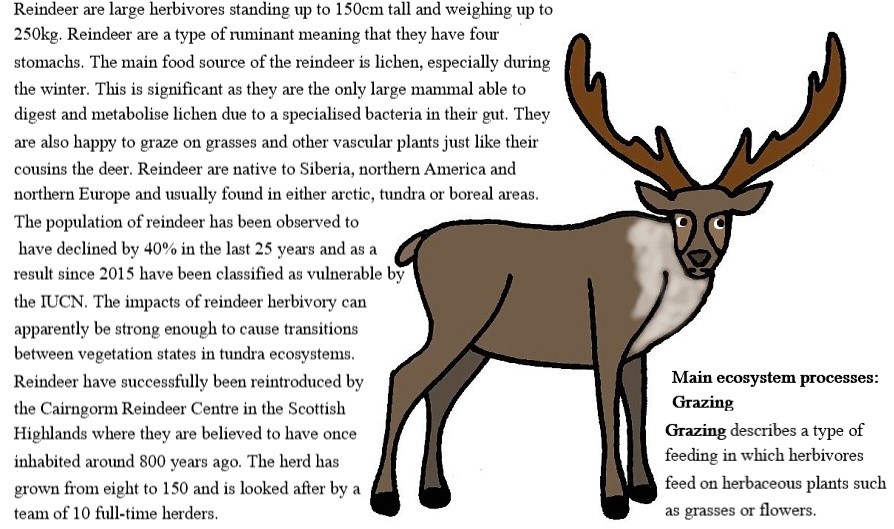 Reindeer are large herbivores standing up to 150cm tall and weighing up to
250kg. Reindeer are a type of ruminant meaning that they have four
stomachs. The main food source of the reindeer is lichen, especially during
the winter. This is significant as they are the only large mammal able to
digest and metabolise lichen due to a specialised bacteria in their gut. They
are also happy to graze on grasses and other vascular plants just like their
cousins the deer. Reindeer are native to Siberia, northern America and
northern Europe and usually found in either arctic, tundra or boreal areas.
The population of reindeer has been observed to
have declined by 40% in the last 25 years and as a
result since 2015 have been classified as vulnerable by
the IUCN. The impacts of reindeer herbivory can
apparently be strong enough to cause transitions
between vegetation states in tundra ecosystems.
Reindeer have successfully been reintroduced by
the Cairngorm Reindeer Centre in the Scottish
Highlands where they are believed to have once
inhabited around 800 years ago. The herd has
grown from eight to 150 and is looked after by a
team of 10 full-time herders.
Main ecosystem processes:
Grazing
Grazing describes a type of
feeding in which herbivores
feed on herbaceous plants such
as grasses or flowers.